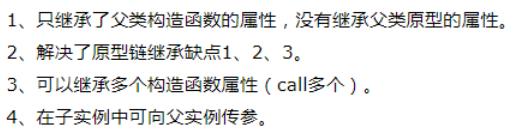 1、只继承了父类构造函数的属性，没有继承父类原型的属性。
2、解决了原型链继承缺点1、2、3。
3、可以继承多个构造函数属性（call多个）。
4、在子实例中可向父实例传参。